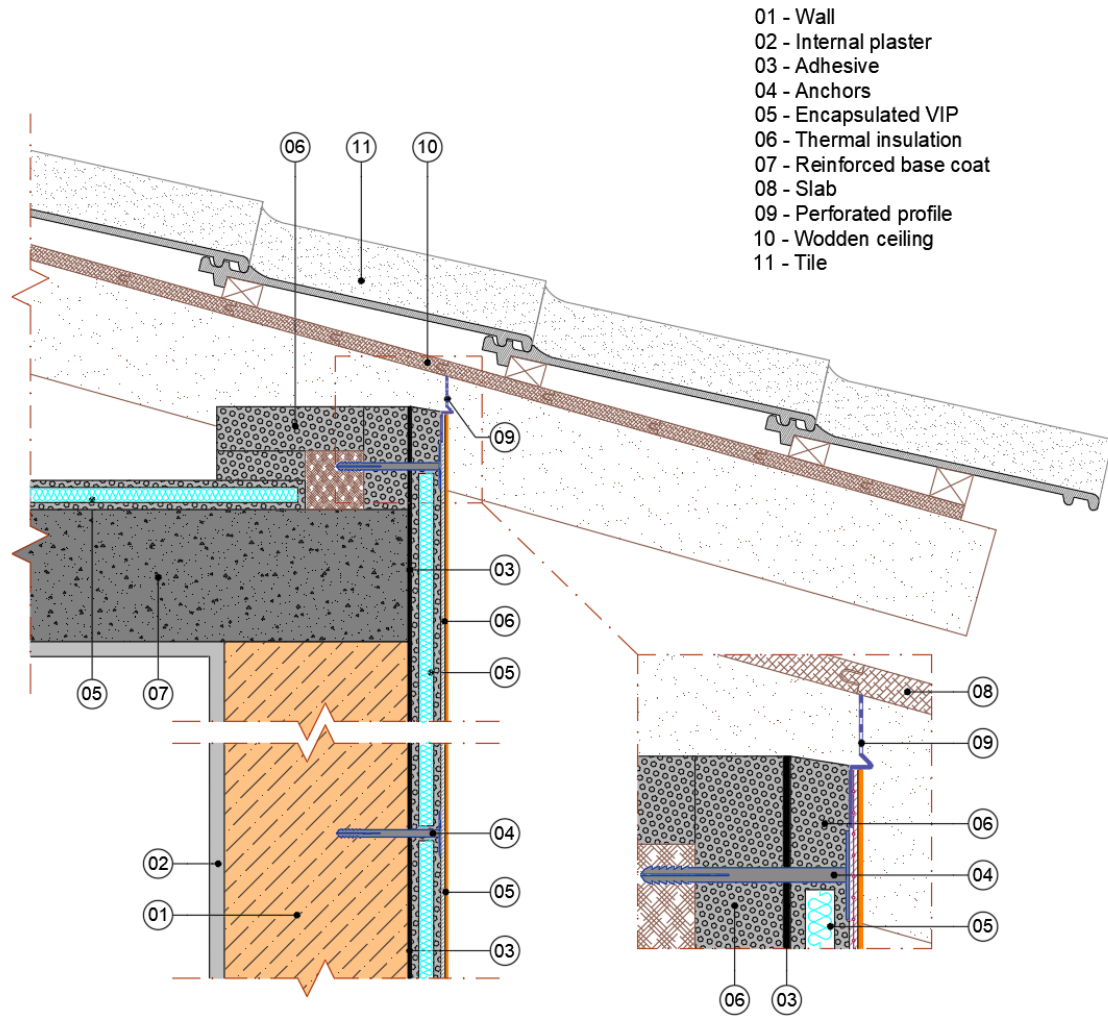 01 - Wall
02 - Internal plaster
03 - Adhesive
04 - Anchors
05 - Encapsulated VIP
06 - Thermal insulation
07 - Reinforced base coat
08 - Slab
09 - Perforated profile
10 - Wodden ceiling
11 - Tile
06 11 10
09
05
03
06
05
05 07
08
09
04
06
02
04
05
05
01
03
06 03